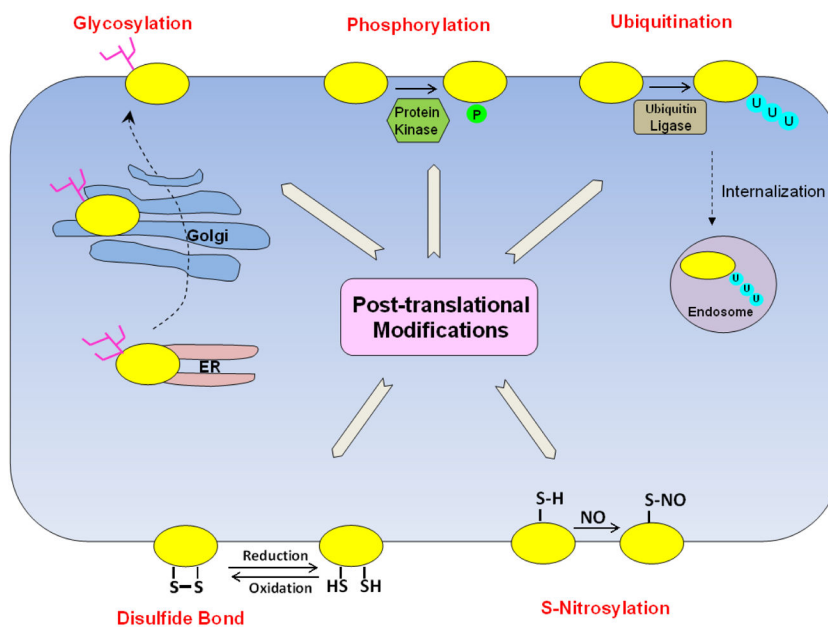 Glycosylation
Phosphorylation
Ubiquitination
Protein
Kinase
P
Ubiquitin
Ligase
U U U
Internalization
Golgi
U U U
Endosome
Post-translational
Modifications
ER
S-H
S-NO
NO
Reduction
Oxidation
S-S
HS SH
Disulfide Bond
S-Nitrosylation